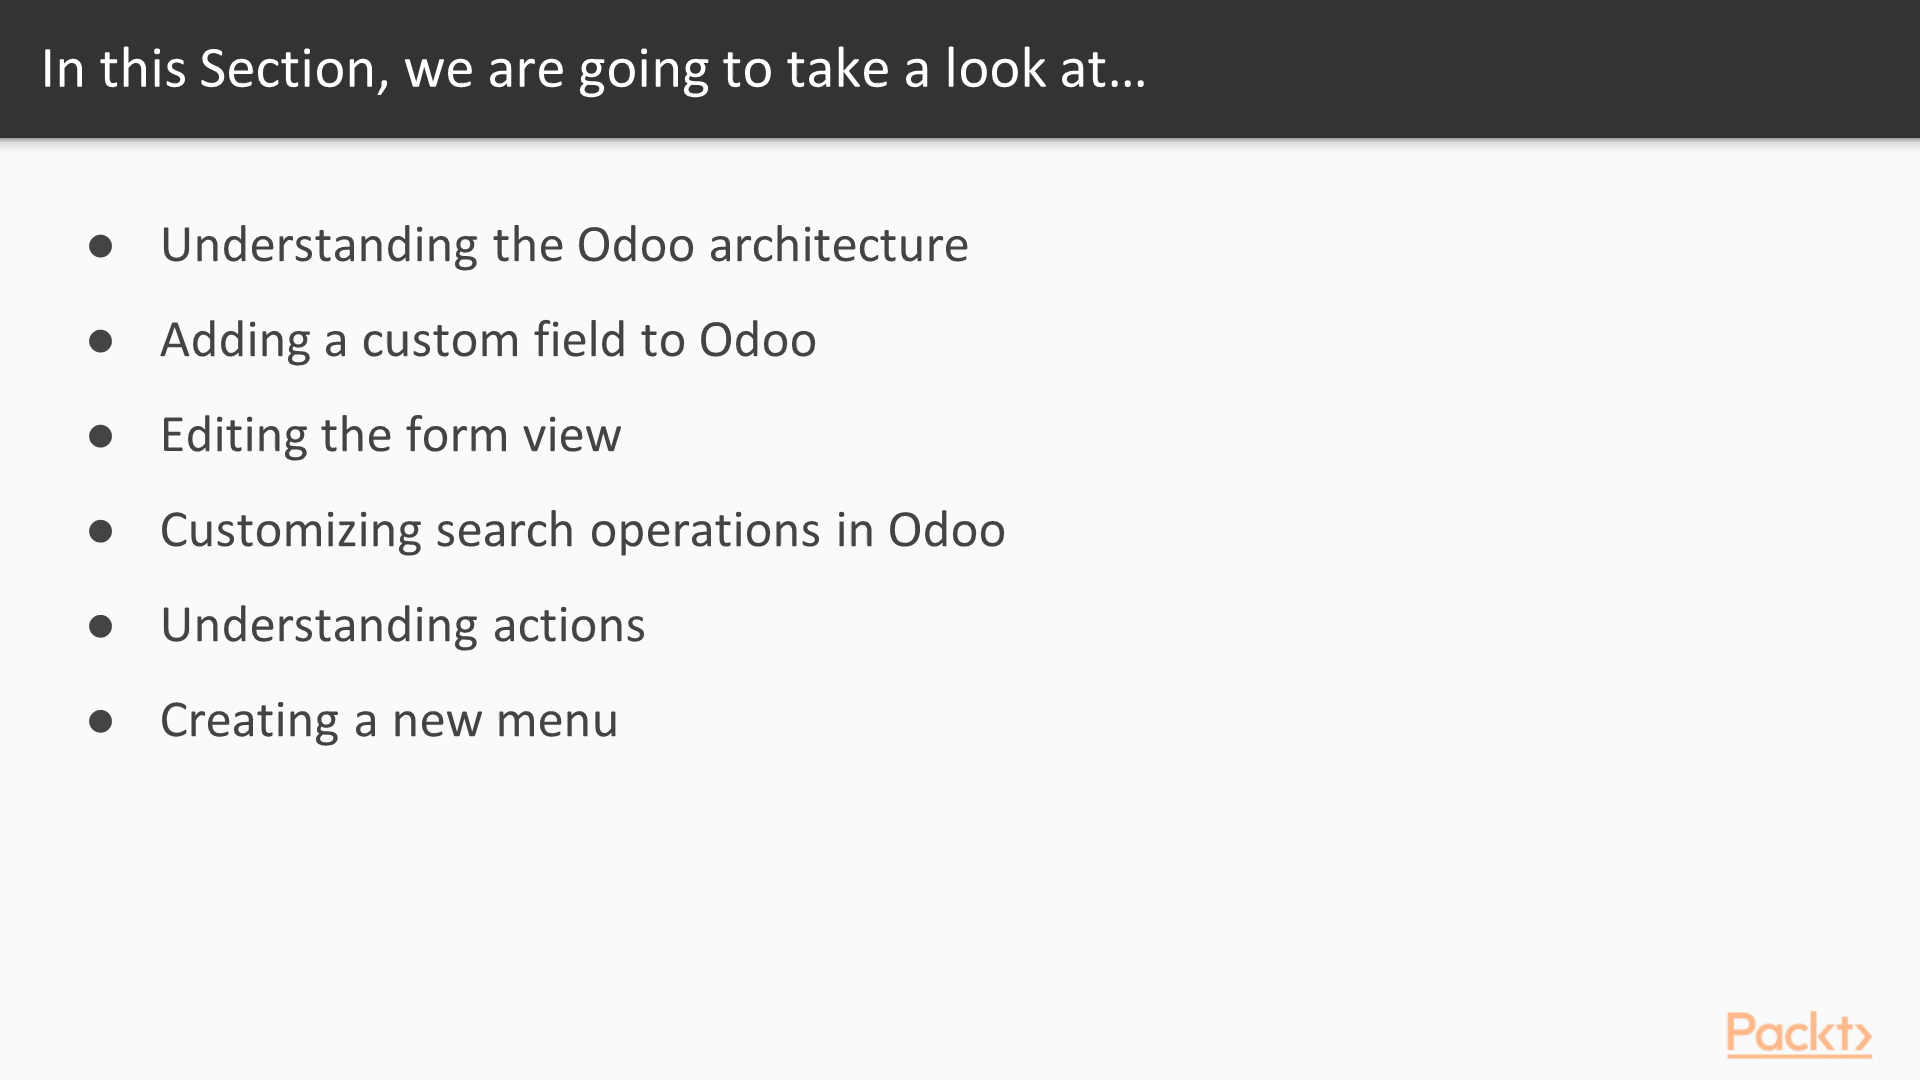 In this Section, we are going to take a look at...
● Understanding the Odoo architecture
● Adding a custom field to Odoo
● Editing the form view
● Customizing search operations in Odoo
● Understanding actions
● Creating a new menu
Packt>